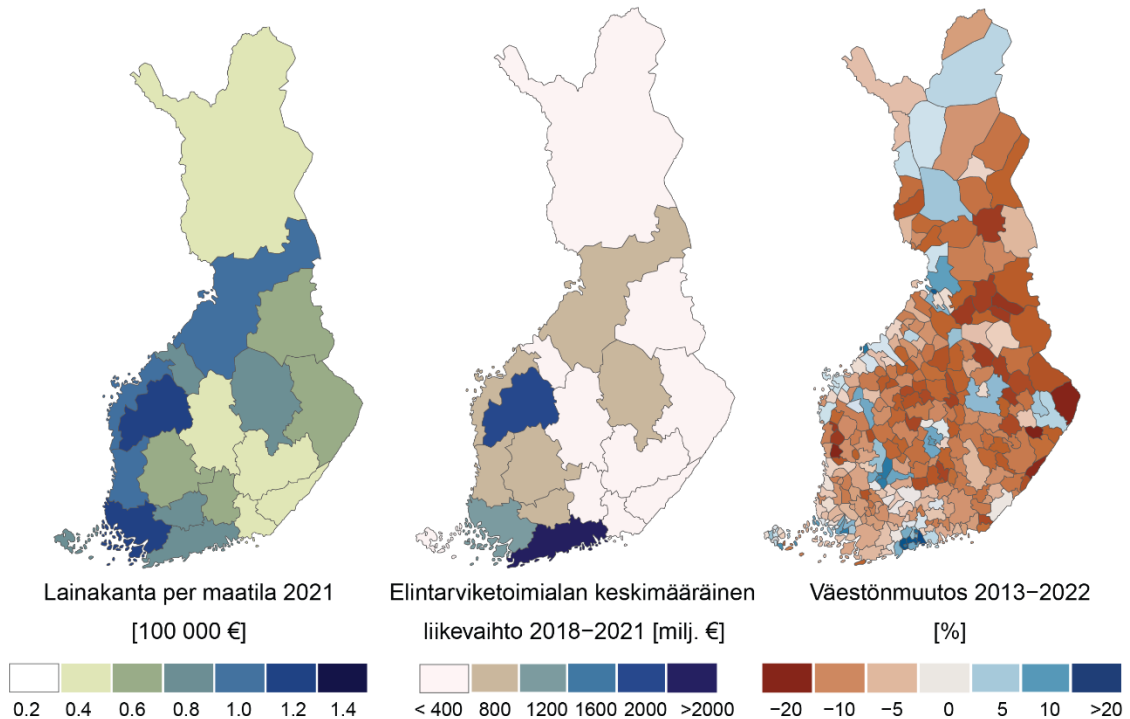 Lainakanta per maatila 2021
[100 000 €]
0.2 0.4 0.6 0.8 1.0 1.2 1.4
Elintarviketoimialan keskimääräinen
liikevaihto 2018−2021 [milj. €]
< 400 800 1200 1600 2000 >2000
Väestönmuutos 2013−2022
[%]
−20 −10 −5 0 5 10 >20